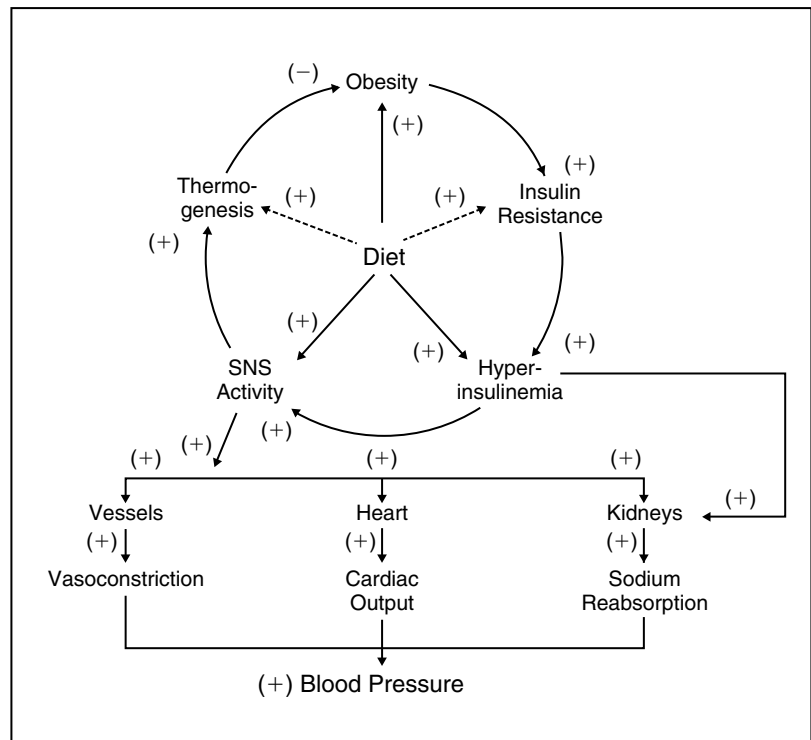 (−)
Obesity
(+)
(+)
Thermo-
genesis
(+)
(+)
Insulin
Resistance
(+)
Diet
(+)
(+)
(+)
SNS
Activity
Hyper-
insulinemia
(+)
(+)
(+) (+) (+)
(+)
Vessels Heart Kidneys
(+) (+) (+)
Vasoconstriction
Cardiac
Output
Sodium
Reabsorption
(+) Blood Pressure